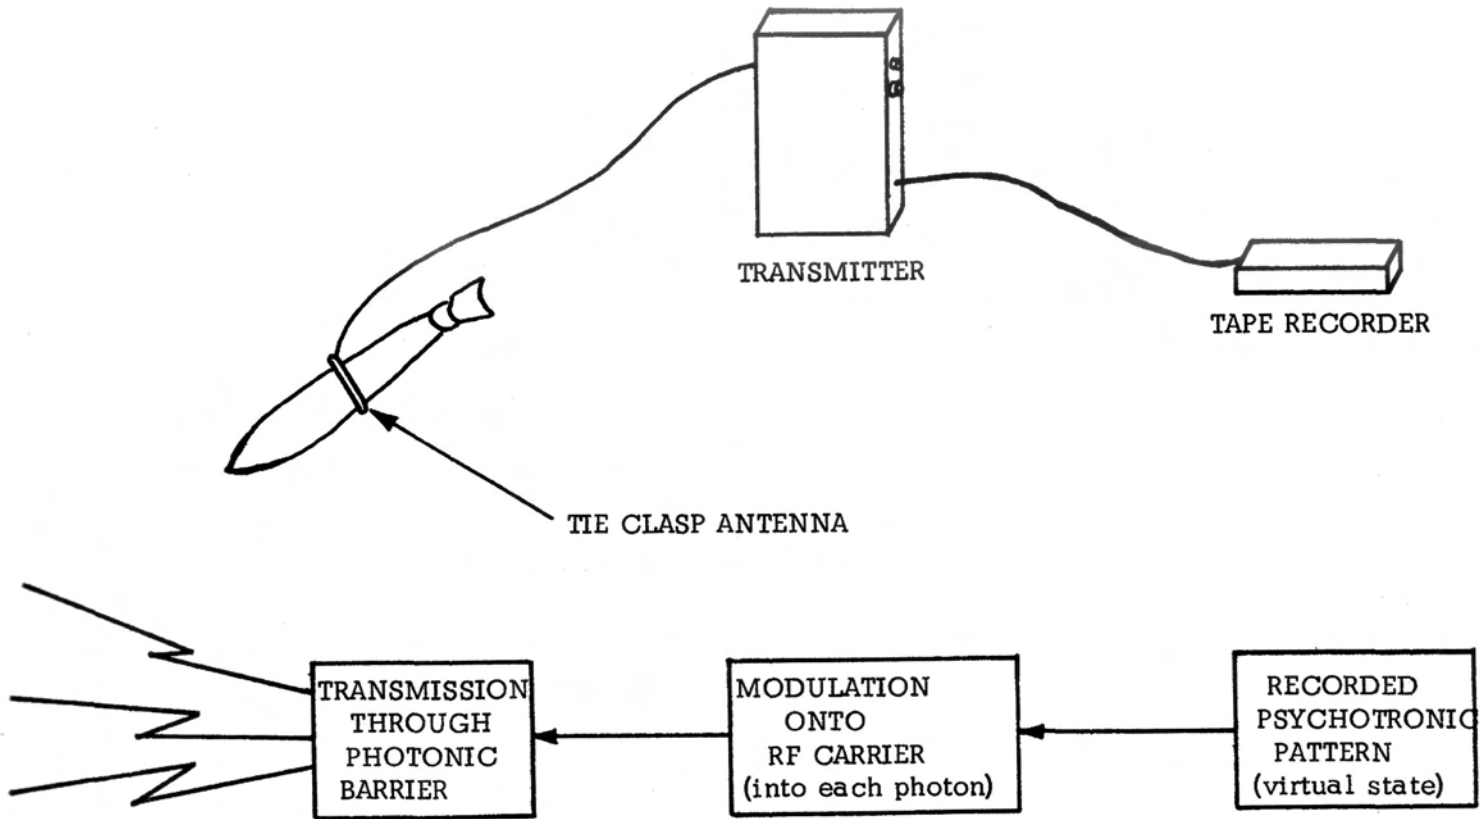 TRANSMITTER
TAPE RECORDER
TIE CLASP ANTENNA
TRANSMISSION
THROUGH
PHOTONIC
BARRIER
MODULATION
ONTO
RF CARRIER
(into each photon)
RECORDED
PSYCHOTRONIC
PATTERN
(virtual state)